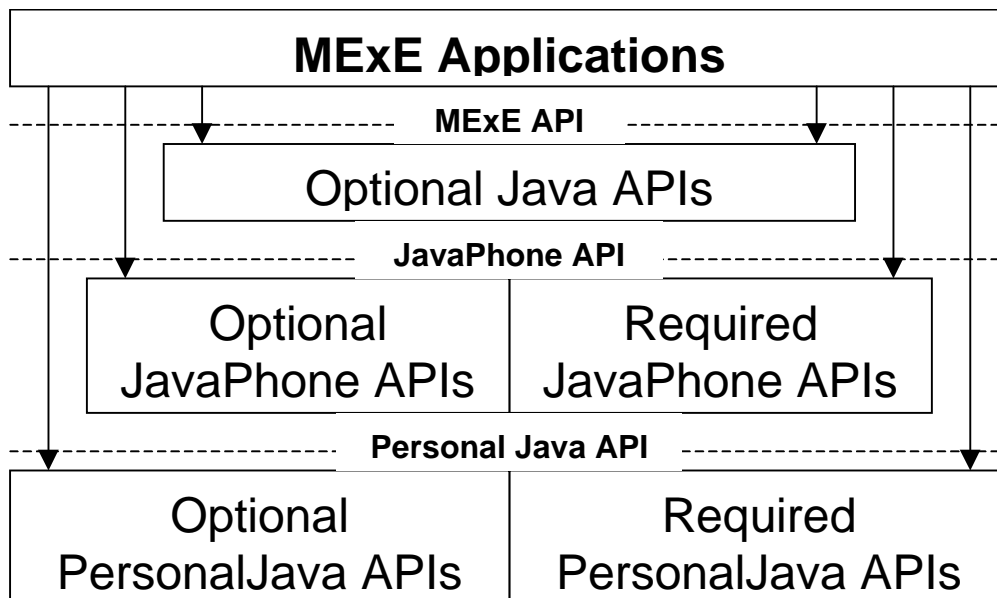 MExE Applications
MExE API
Optional Java APIs
JavaPhone API
Optional
JavaPhone APIs
Required
JavaPhone APIs
Personal Java API
Optional
PersonalJava APIs
Required
PersonalJava APIs